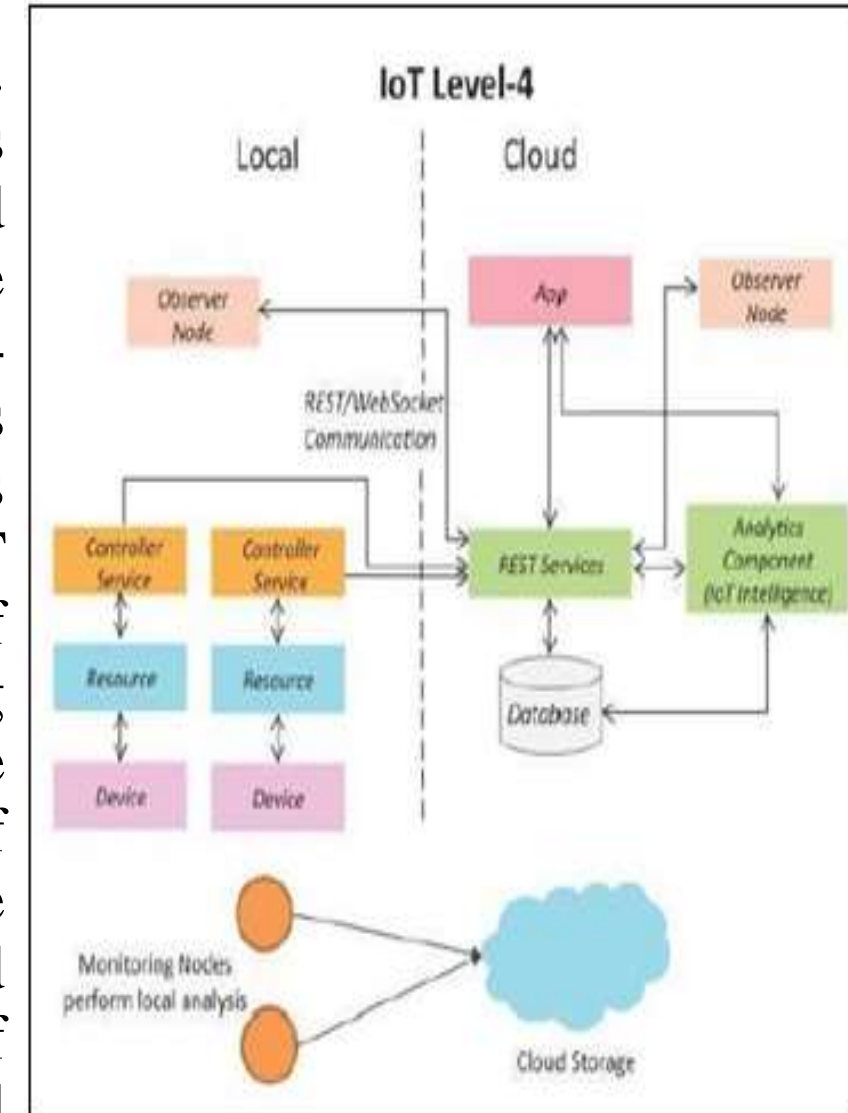 IoT Level-4
Local
Cloud
Observer
Node
App
Observer
Node
REST/WebSocket
Communication
Controller
Service
Controller
Service
REST Services
Analytics
Component
(IoT Intelligence)
Resource
Resource
Database
Device
Device
Monitoring Nodes
perform local analysis
Cloud Storage